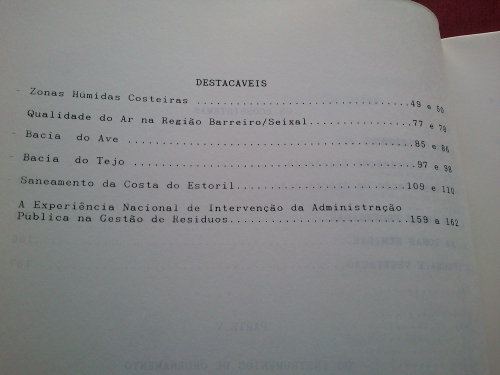 DESTACAVEIS
- Zonas Húmidas Costeiras ................................49 e 50
Qualidade do Ar na Região Barreiro/Seixal................77 e 78
- Bacia do Ave ..........................................85 e 86
- Bacia do Tejo ..........................................97 e 98
Saneamento da Costa do Estoril.........................109 e 110
A Experiência Nacional de Intervenção da Administração
Publica na Gestão de Residuos...........................159 a 162